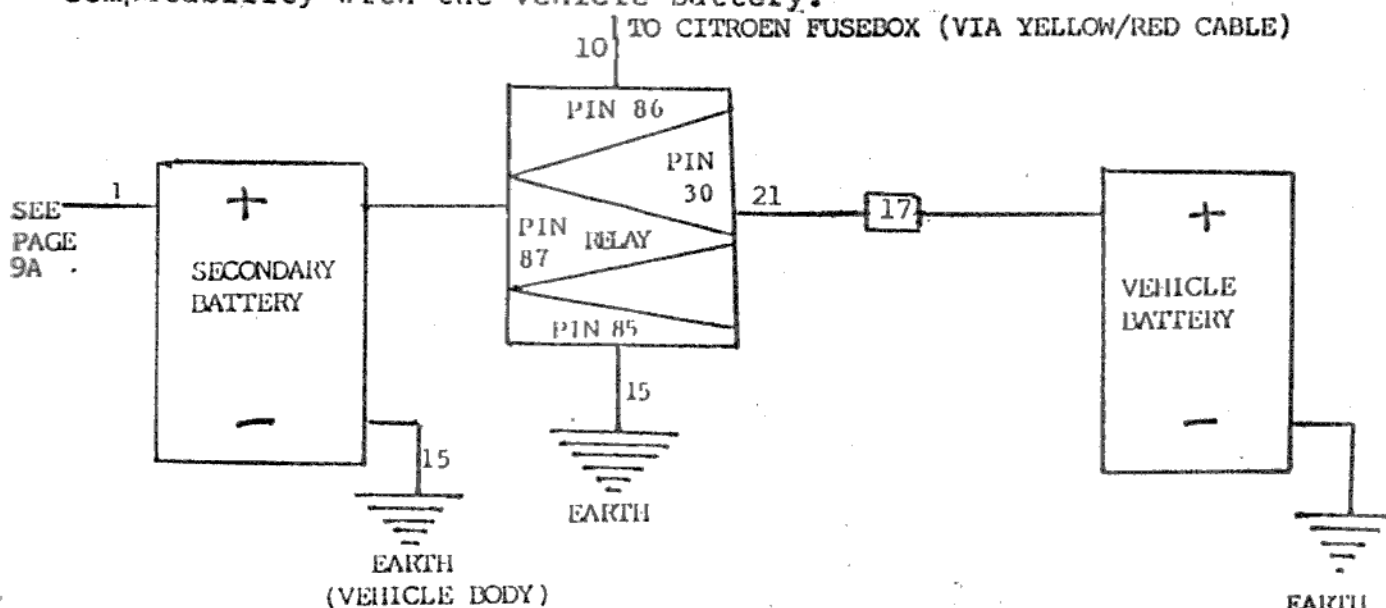 compatability with the vehicle battery.
TO CITROEN FUSEBOX (VIA YELLOW/RED CABLE)
10
PIN 86
1
SEE
PAGE
9A
+
SECONDARY
BATTERY
−
PIN
30
PIN
87
RELAY
PIN 85
21
17
+
VEHICLE
BATTERY
−
15
15
EARTH
EARTH
(VEHICLE BODY)
EARTH